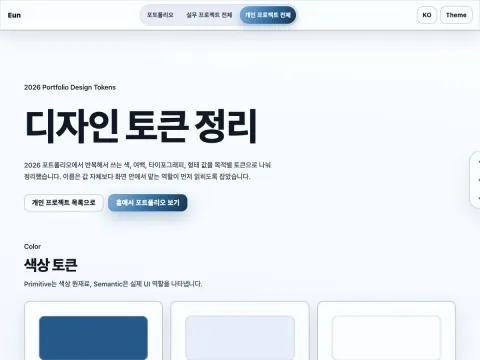 Eun
포트폴리오
실무 프로젝트 전체
개인 프로젝트 전체
KO
Theme
2026 Portfolio Design Tokens
디자인 토큰 정리
2026 포트폴리오에서 반복해서 쓰는 색, 여백, 타이포그래피, 형태 값을 목적별 토큰으로 나눠
정리했습니다. 이름은 값 자체보다 화면 안에서 맡는 역할이 먼저 읽히도록 잡았습니다.
개인 프로젝트 목록으로
홈에서 포트폴리오 보기
Color
색상 토큰
Primitive는 색상 원재료, Semantic은 실제 UI 역할을 나타냅니다.